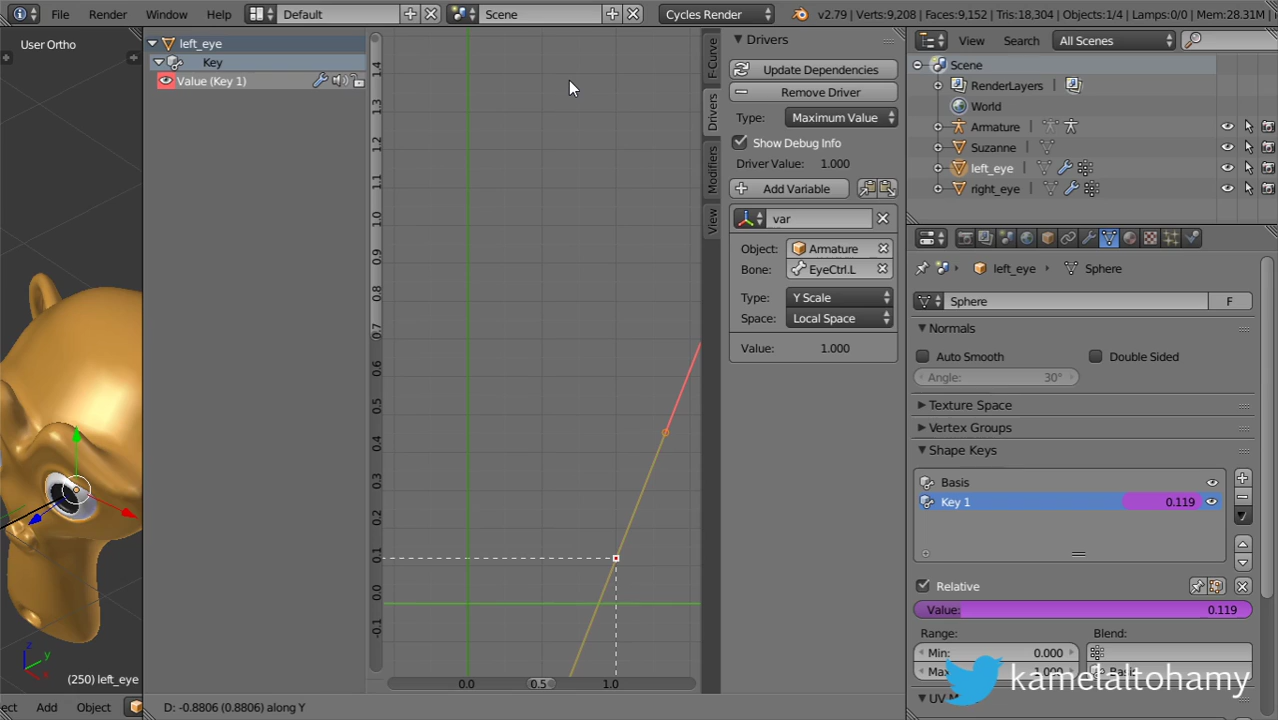 File Render Window Help Default Scene Cycles Render v2.79 | Verts:9,208 | Faces:9,152 | Tris:18,304 | Objects:1/4 | Lamps:0/0 | Mem:28.31M |
User Ortho
left_eye
Key
Value (Key 1)
1.4
1.3
1.2
1.1
1.0
0.9
0.8
0.7
0.6
0.5
0.4
0.3
0.2
0.1
0.0
-0.1
0.0 0.5 1.0
F-Curve
Drivers
Modifiers
View
Drivers
Update Dependencies
Remove Driver
Type: Maximum Value
Show Debug Info
Driver Value: 1.000
Add Variable
var
Object: Armature
Bone: EyeCtrl.L
Type: Y Scale
Space: Local Space
Value: 1.000
View Search All Scenes
Scene
RenderLayers
World
Armature
Suzanne
left_eye
right_eye
left_eye Sphere
Sphere F
Normals
Auto Smooth Double Sided
Angle: 30°
Texture Space
Vertex Groups
Shape Keys
Basis
Key 1 0.119
Relative
Value: 0.119
Range: Blend:
Min: 0.000
kamelaltohamy
(250) left_eye
Add Object
D: -0.8806 (0.8806) along Y